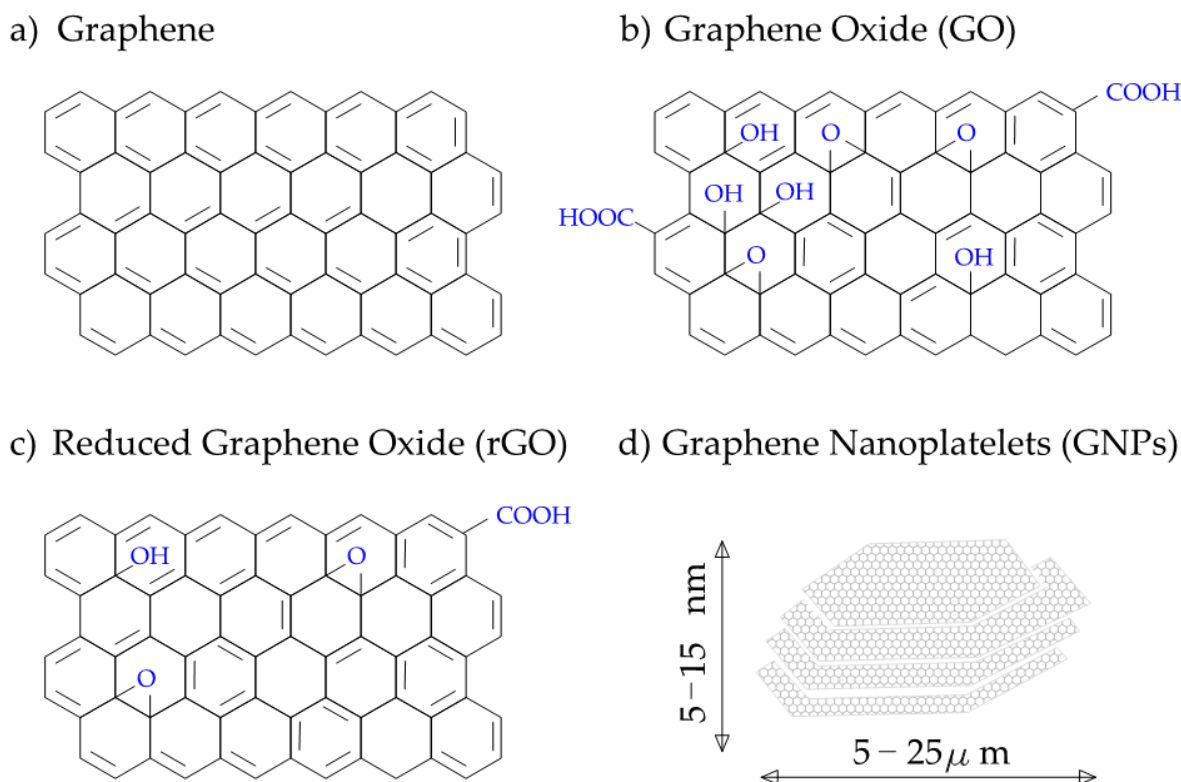 a) Graphene
b) Graphene Oxide (GO)
COOH
OH
O
O
OH
OH
HOOC
O
OH
c) Reduced Graphene Oxide (rGO)
d) Graphene Nanoplatelets (GNPs)
COOH
OH
O
O
5–15 nm
5 – 25μ m